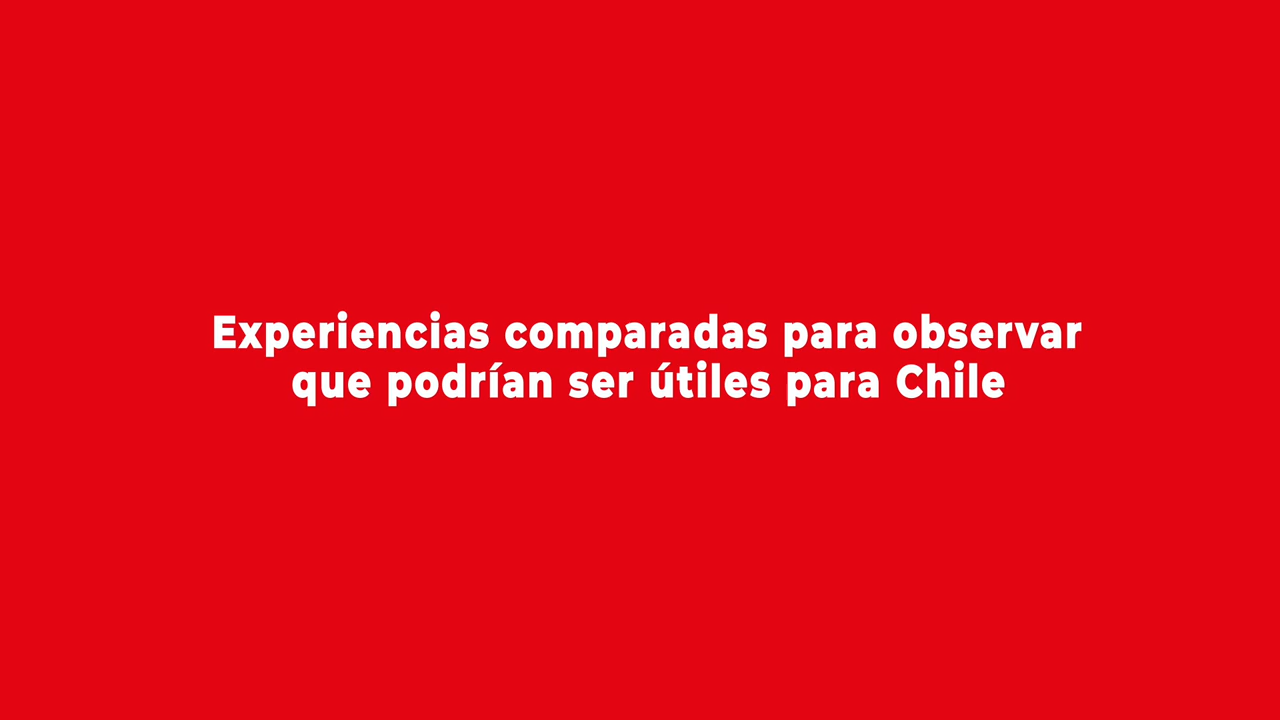 Experiencias comparadas para observar
que podrían ser útiles para Chile